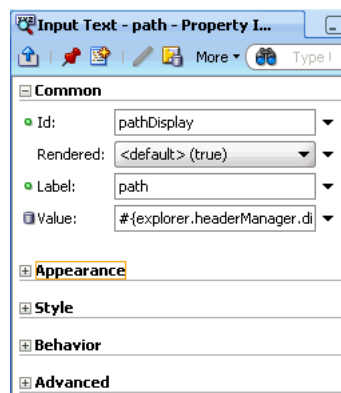 Input Text - path - Property I...
More Type
Common
Id: pathDisplay
Rendered: <default> (true)
Label: path
Value: #{explorer.headerManager.di
Appearance
Style
Behavior
Advanced